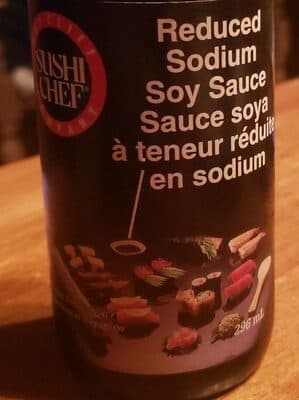 SUSHI
CHEF®
Reduced
Sodium
Soy Sauce
Sauce soya
à teneur réduite
en sodium
296 mL